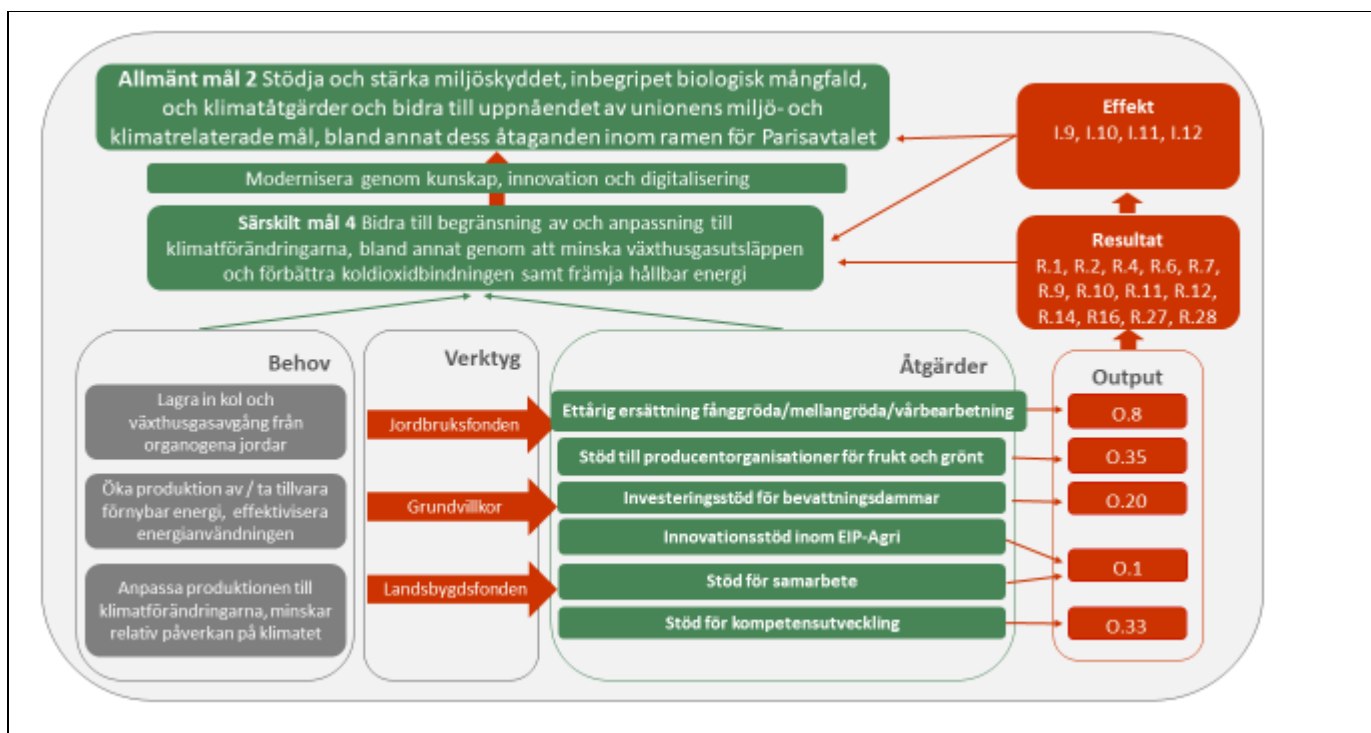 Allmänt mål 2 Stödja och stärka miljöskyddet, inbegripet biologisk mångfald,
och klimatåtgärder och bidra till uppnåendet av unionens miljö- och
klimatrelaterade mål, bland annat dess åtaganden inom ramen för Parisavtalet
Effekt
I.9, I.10, I.11, I.12
Modernisera genom kunskap, innovation och digitalisering
Särskilt mål 4 Bidra till begränsning av och anpassning till
klimatförändringarna, bland annat genom att minska växthusgasutsläppen
och förbättra koldioxidbindningen samt främja hållbar energi
Resultat
R.1, R.2, R.4, R.6, R.7,
R.9, R.10, R.11, R.12,
R.14, R16, R.27, R.28
Behov
Lagra in kol och
växthusgasavgång från
organogena jordar
Öka produktion av / ta tillvara
förnybar energi, effektivisera
energianvändningen
Anpassa produktionen till
klimatförändringarna, minskar
relativ påverkan på klimatet
Verktyg
Jordbruksfonden
Grundvillkor
Landsbygdsfonden
Åtgärder
Ettårig ersättning fånggröda/mellangröda/vårbearbetning
Stöd till producentorganisationer för frukt och grönt
Investeringsstöd för bevattningsdammar
Innovationsstöd inom EIP-Agri
Stöd för samarbete
Stöd för kompetensutveckling
Output
O.8
O.35
O.20
O.1
O.33